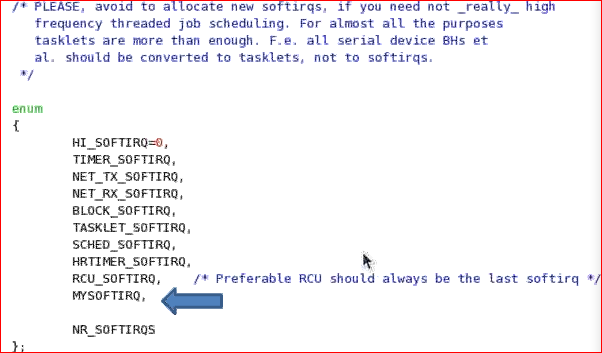 /* PLEASE, avoid to allocate new softirqs, if you need not _really_ high
frequency threaded job scheduling. For almost all the purposes
tasklets are more than enough. F.e. all serial device BHs et
al. should be converted to tasklets, not to softirqs.
*/
enum
{
HI_SOFTIRQ=0,
TIMER_SOFTIRQ,
NET_TX_SOFTIRQ,
NET_RX_SOFTIRQ,
BLOCK_SOFTIRQ,
TASKLET_SOFTIRQ,
SCHED_SOFTIRQ,
HRTIMER_SOFTIRQ,
RCU_SOFTIRQ, /* Preferable RCU should always be the last softirq */
MYSOFTIRQ,
NR_SOFTIRQS
};